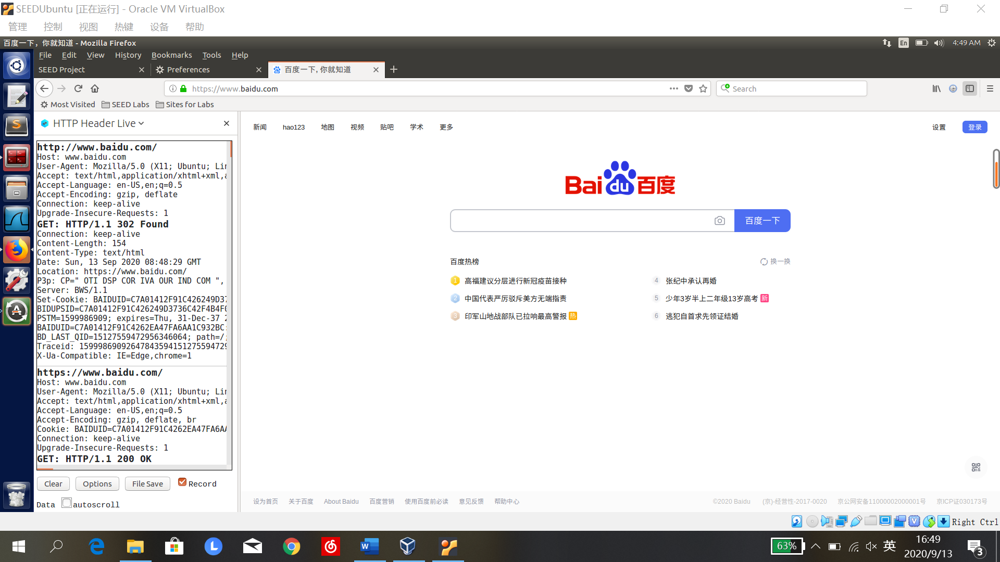 SEEDUbuntu [正在运行] - Oracle VM VirtualBox
管理 控制 视图 热键 设备 帮助
百度一下，你就知道 - Mozilla Firefox
En 4:49 AM
File Edit View History Bookmarks Tools Help
SEED Project Preferences 百度一下，你就知道
https://www.baidu.com Search
Most Visited SEED Labs Sites for Labs
HTTP Header Live
http://www.baidu.com/
Host: www.baidu.com
User-Agent: Mozilla/5.0 (X11; Ubuntu; Lin
Accept: text/html,application/xhtml+xml,a
Accept-Language: en-US,en;q=0.5
Accept-Encoding: gzip, deflate
Connection: keep-alive
Upgrade-Insecure-Requests: 1
GET: HTTP/1.1 302 Found
Connection: keep-alive
Content-Length: 154
Content-Type: text/html
Date: Sun, 13 Sep 2020 08:48:29 GMT
Location: https://www.baidu.com/
P3p: CP=" OTI DSP COR IVA OUR IND COM ",
Server: BWS/1.1
Set-Cookie: BAIDUID=C7A01412F91C426249D37
BIDUPSID=C7A01412F91C426249D3736C42F4B4F0
PSTM=1599986909; expires=Thu, 31-Dec-37 2
BAIDUID=C7A01412F91C4262EA47FA6AA1C932BC:
BD_LAST_QID=15127559472956346064; path=/;
Traceid: 15999869092647843594151275594729
X-Ua-Compatible: IE=Edge,chrome=1
https://www.baidu.com/
Host: www.baidu.com
User-Agent: Mozilla/5.0 (X11; Ubuntu; Lin
Accept: text/html,application/xhtml+xml,a
Accept-Language: en-US,en;q=0.5
Accept-Encoding: gzip, deflate, br
Cookie: BAIDUID=C7A01412F91C4262EA47FA6AA
Connection: keep-alive
Upgrade-Insecure-Requests: 1
GET: HTTP/1.1 200 OK
Clear Options File Save Record
Data autoscroll
新闻 hao123 地图 视频 贴吧 学术 更多 设置 登录
Bai du 百度
百度一下
百度热榜 换一换
1 高福建议分层进行新冠疫苗接种
2 中国代表严厉驳斥美方无端指责
3 印军山地战部队已拉响最高警报 热
4 张纪中承认再婚
5 少年3岁半上二年级13岁高考 新
6 逃犯自首求先领证结婚
设为首页 关于百度 About Baidu 百度营销 使用百度前必读 意见反馈 帮助中心 ©2020 Baidu (京)-经营性-2017-0020 京公网安备11000002000001号 京ICP证030173号
Right Ctrl
63% 英 16:49
2020/9/13 3